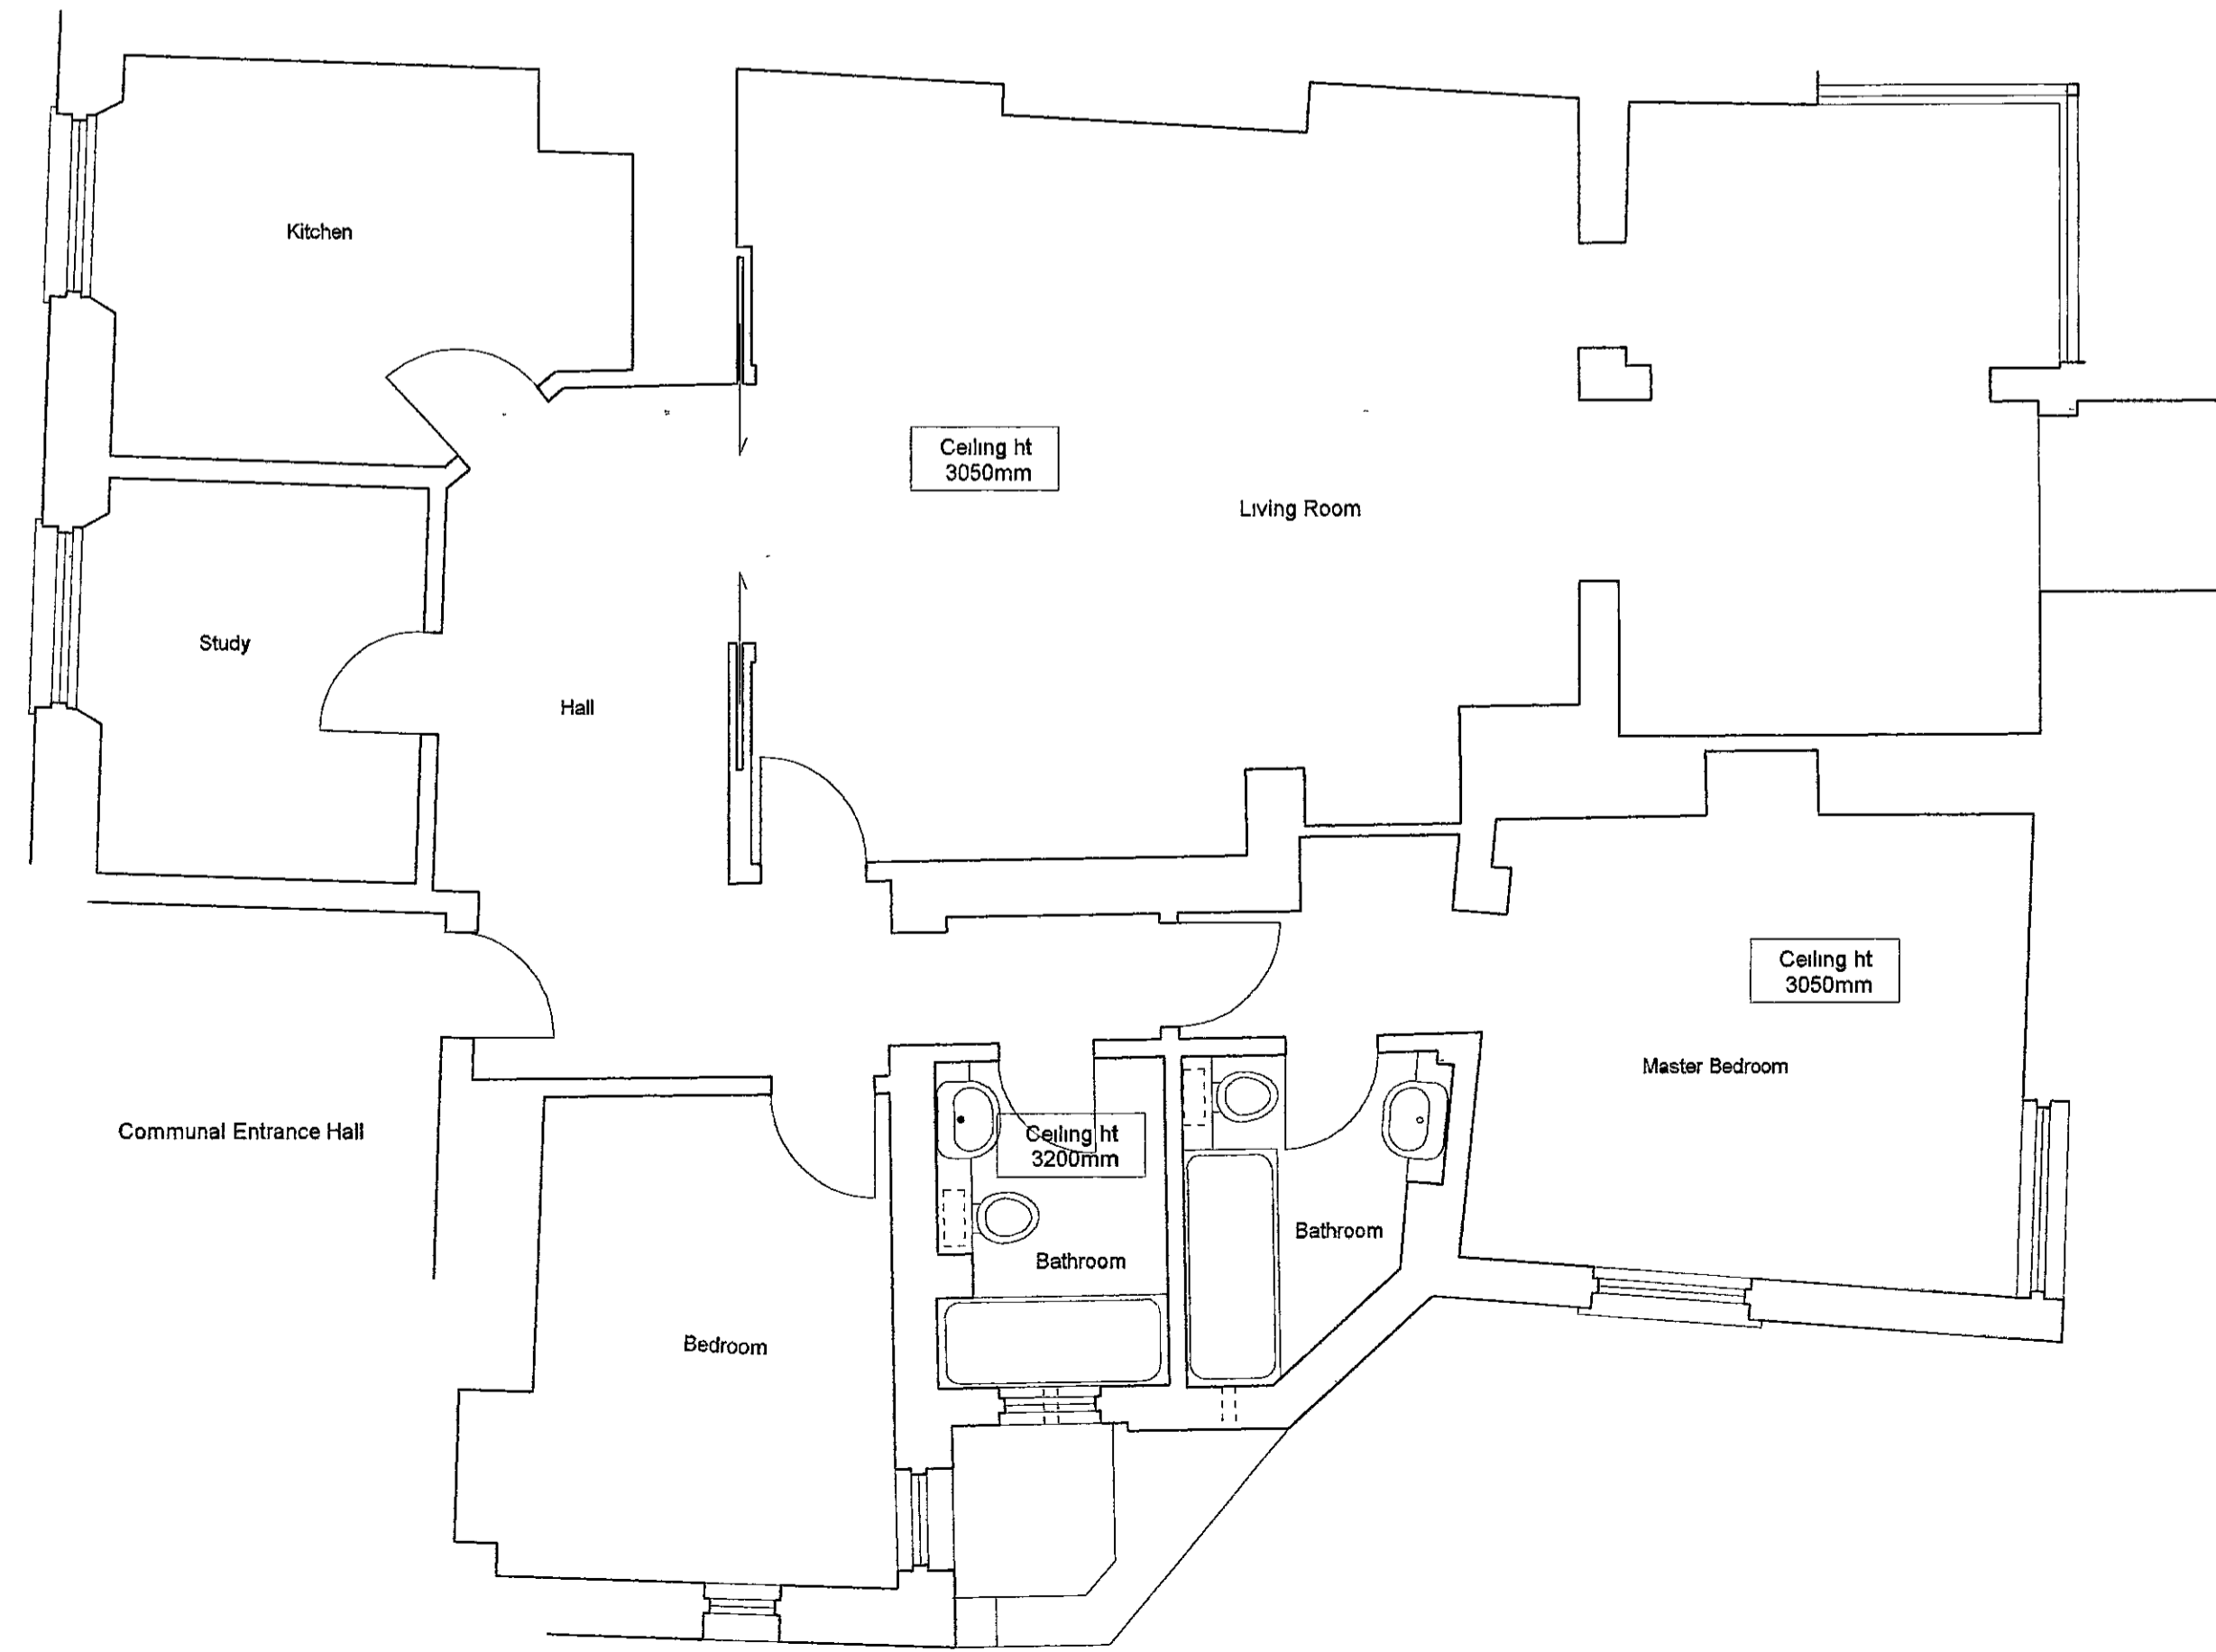 Kitchen
Ceiling ht
3050mm
Living Room
Study
Hall
Ceiling ht
3050mm
Master Bedroom
Communal Entrance Hall
Ceiling ht
3200mm
Bathroom
Bathroom
Bedroom